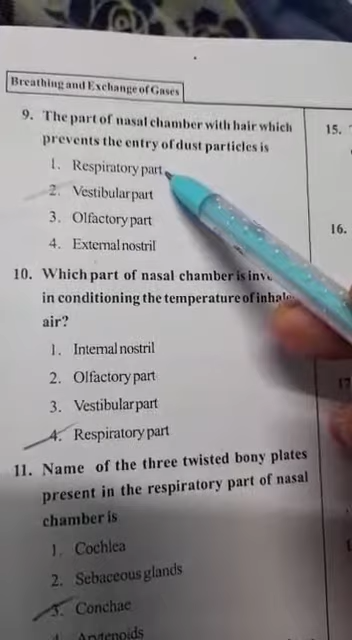 Breathing and Exchange of Gases
9. The part of nasal chamber with hair which
prevents the entry of dust particles is
1. Respiratory part
2. Vestibular part
3. Olfactory part
4. External nostril
10. Which part of nasal chamber is
in conditioning the temperature of
air?
1. Internal nostril
2. Olfactory part
3. Vestibular part
4. Respiratory part
11. Name of the three twisted bony plates
present in the respiratory part of nasal
chamber is
1. Cochlea
2. Sebaceous glands
3. Conchae
4. Arytenoids
15.
16.
17